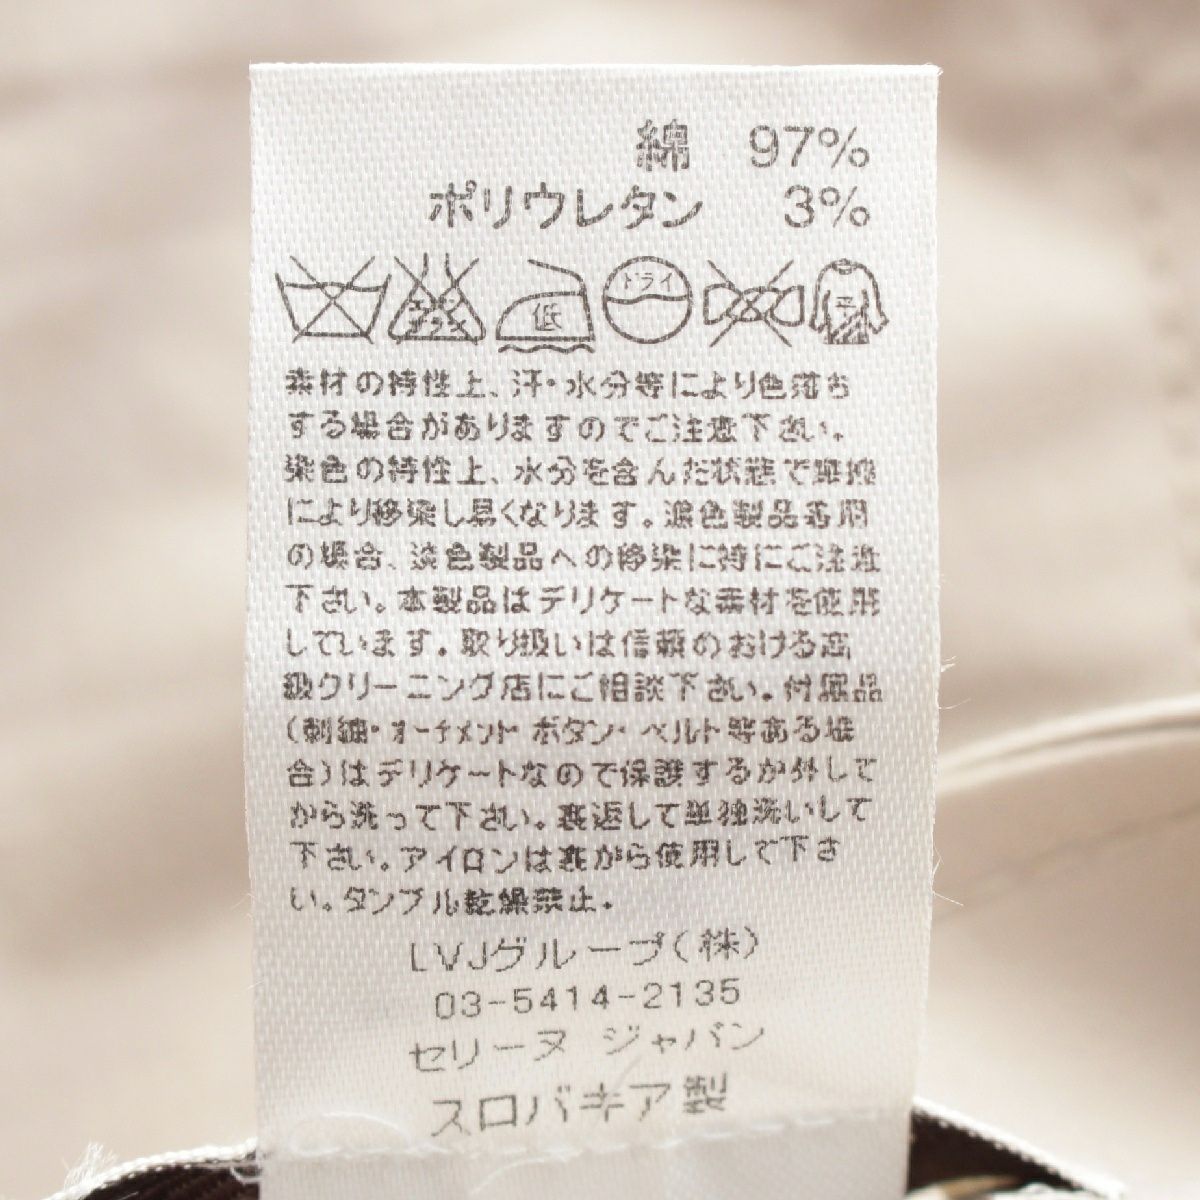 綿 97%
ポリウレタン 3%
エンソ サラシ 低 ドライ 平
素材の特性上、汗・水分等により色落ち
する場合がありますのでご注意下さい。
染色の特性上、水分を含んだ状態で摩擦
により移染し易くなります。濃色製品着用
の場合、淡色製品への移染に特にご注意
下さい。本製品はデリケートな素材を使用
しています。取り扱いは信頼のおける高
級クリーニング店にご相談下さい。付属品
(刺繍・オーナメント ボタン・ベルト等ある場
合)はデリケートなので保護するか外して
から洗って下さい。裏返して単独洗いして
下さい。アイロンは裏から使用して下さ
い。タンブル乾燥禁止。
LVJグループ(株)
03-5414-2135
セリーヌ ジャパン
スロバキア製